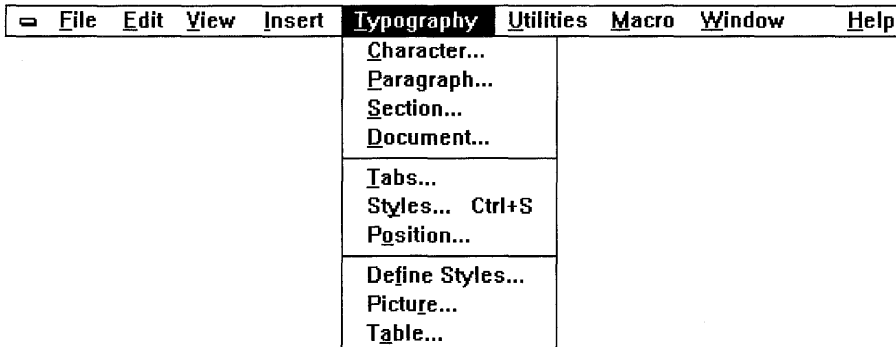 File Edit View Insert Typography Utilities Macro Window Help
Character...
Paragraph...
Section...
Document...
Tabs...
Styles... Ctrl+S
Position...
Define Styles...
Picture...
Table...